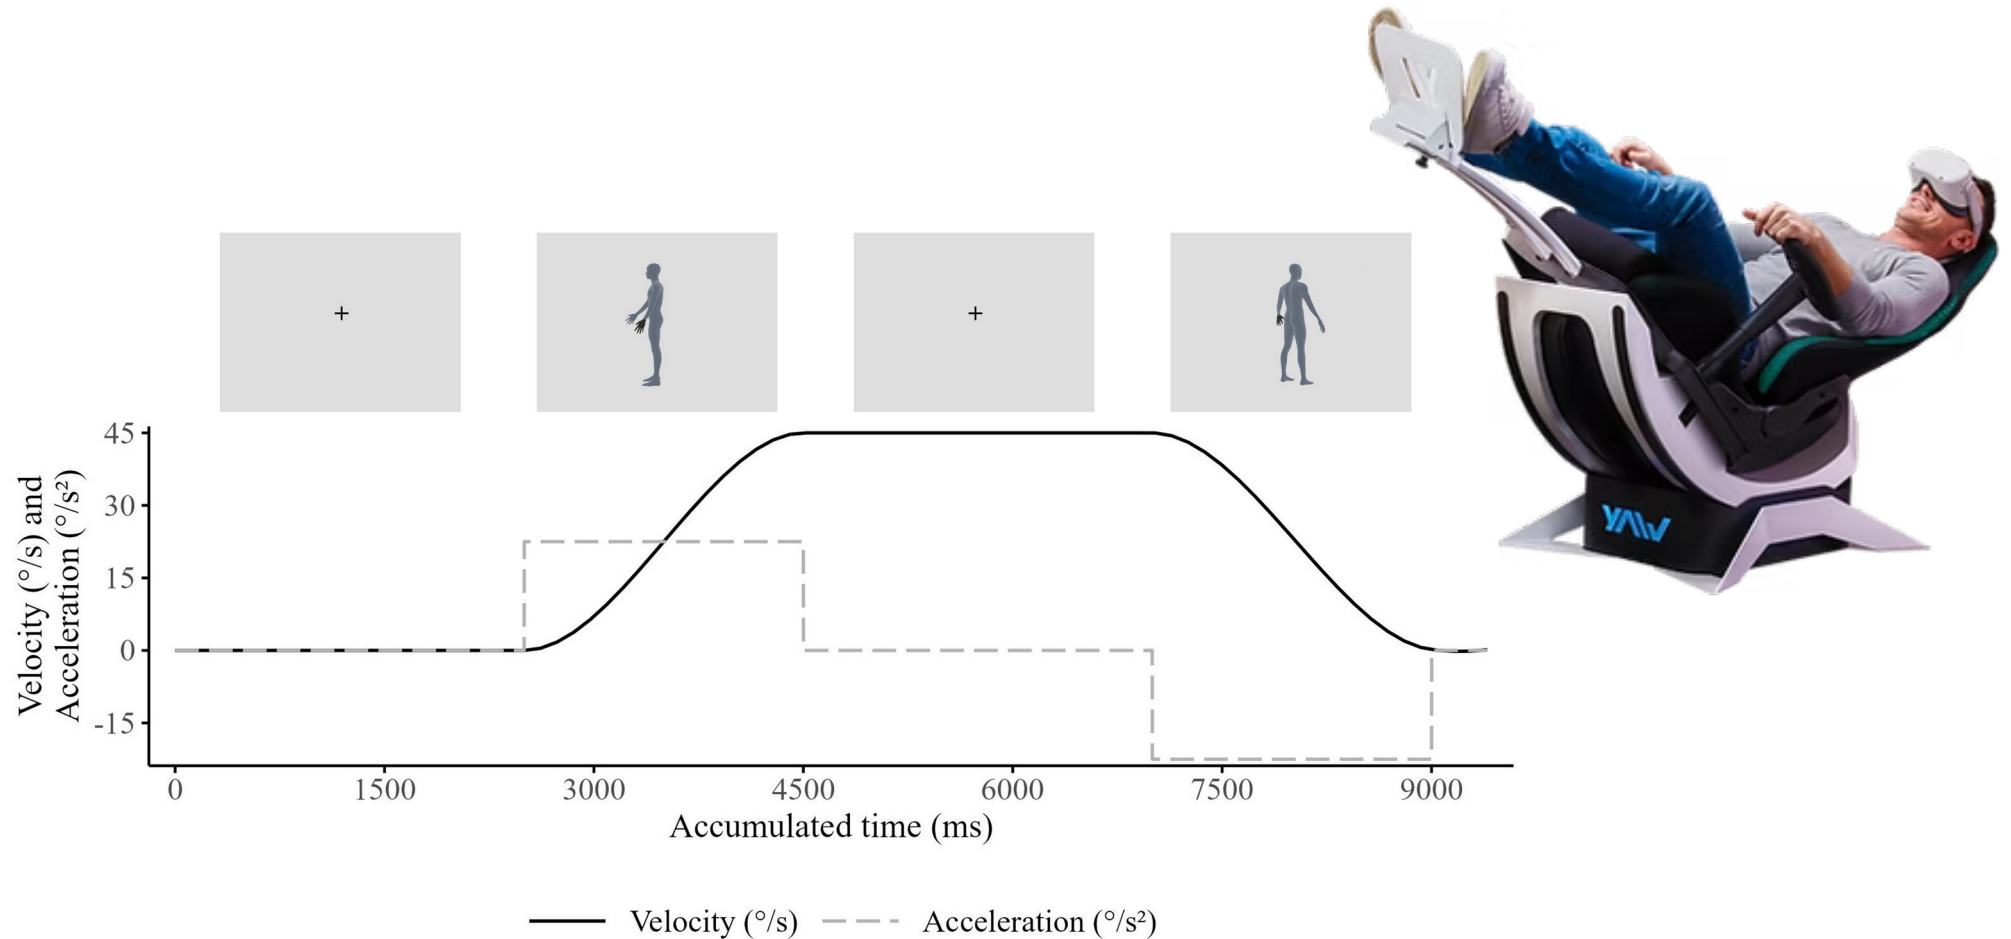 YAW
45
30
15
0
-15
Velocity (°/s) and
Acceleration (°/s²)
0 1500 3000 4500 6000 7500 9000
Accumulated time (ms)
Velocity (°/s) Acceleration (°/s²)